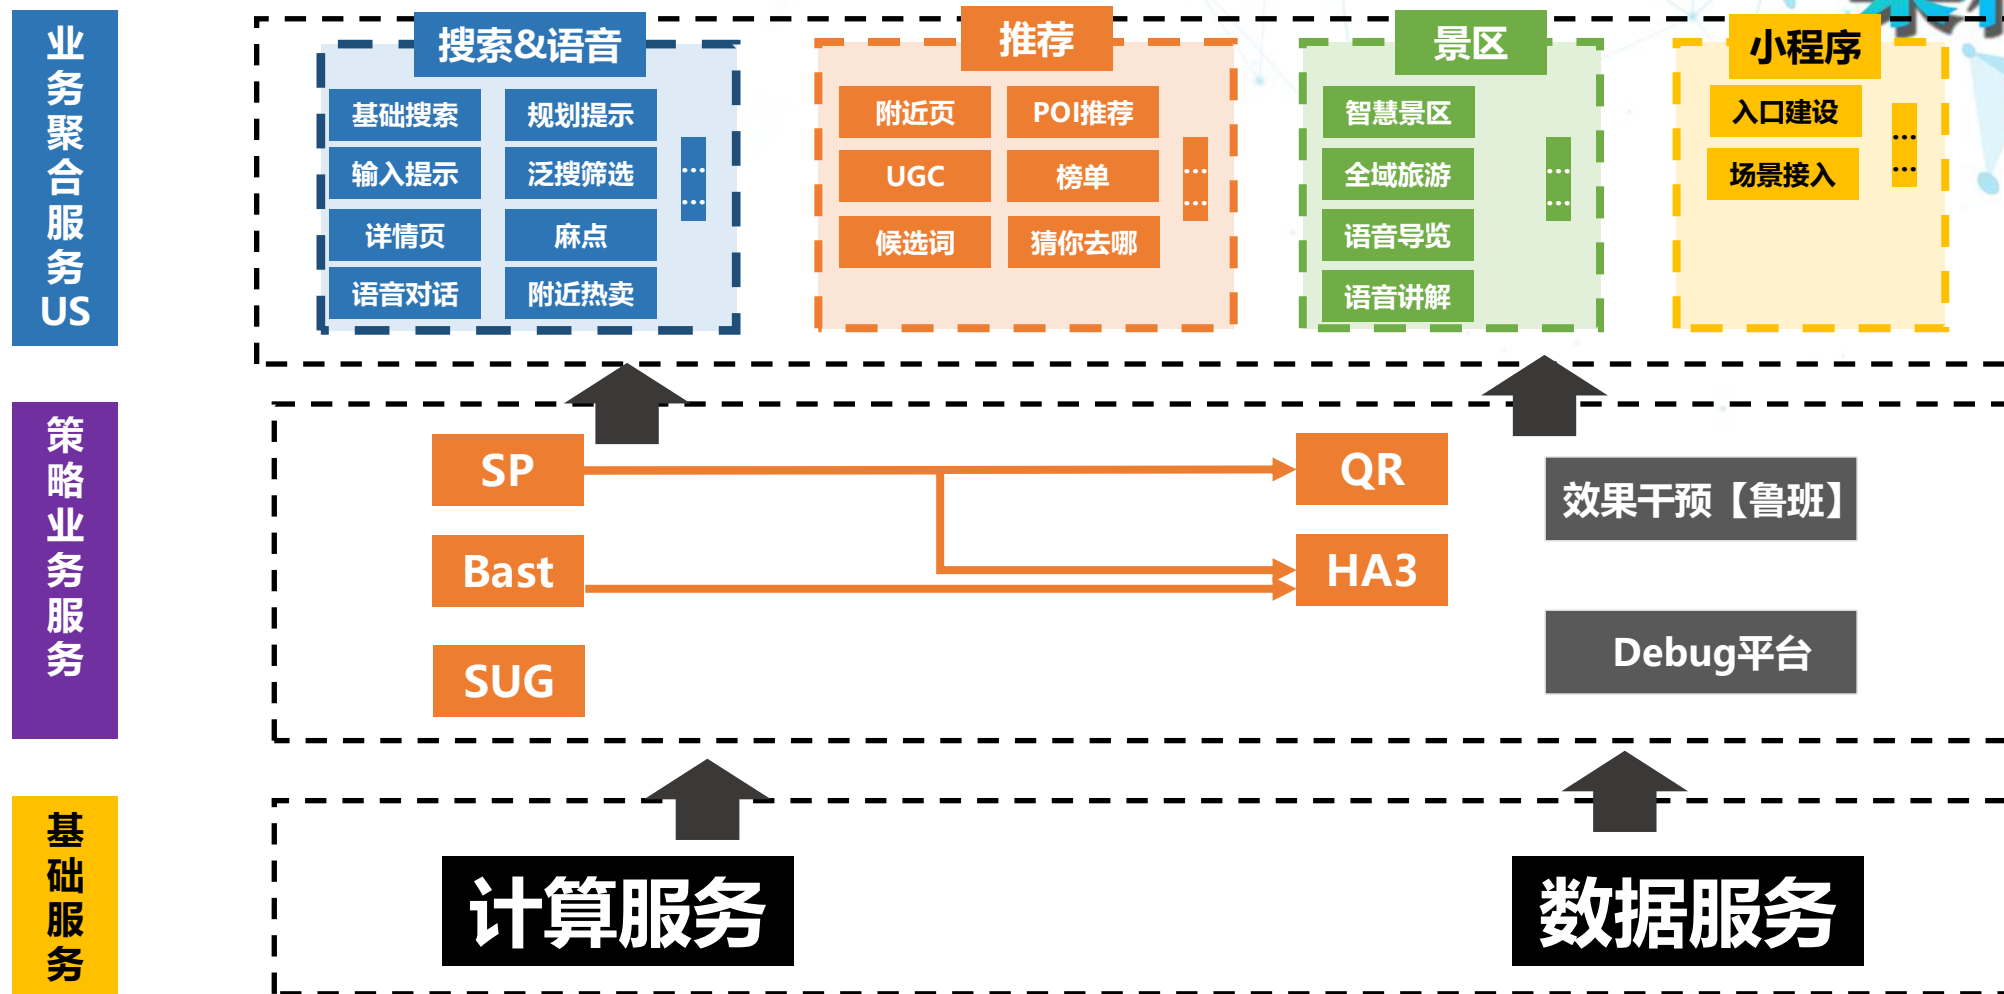 业务聚合服务US
搜索&语音
基础搜索
规划提示
输入提示
泛搜筛选
详情页
麻点
语音对话
附近热卖
...
...
推荐
附近页
POI推荐
UGC
榜单
候选词
猜你去哪
...
...
景区
智慧景区
全域旅游
语音导览
语音讲解
...
...
小程序
入口建设
场景接入
...
...
策略业务服务
SP
QR
Bast
HA3
SUG
效果干预【鲁班】
Debug平台
基础服务
计算服务
数据服务